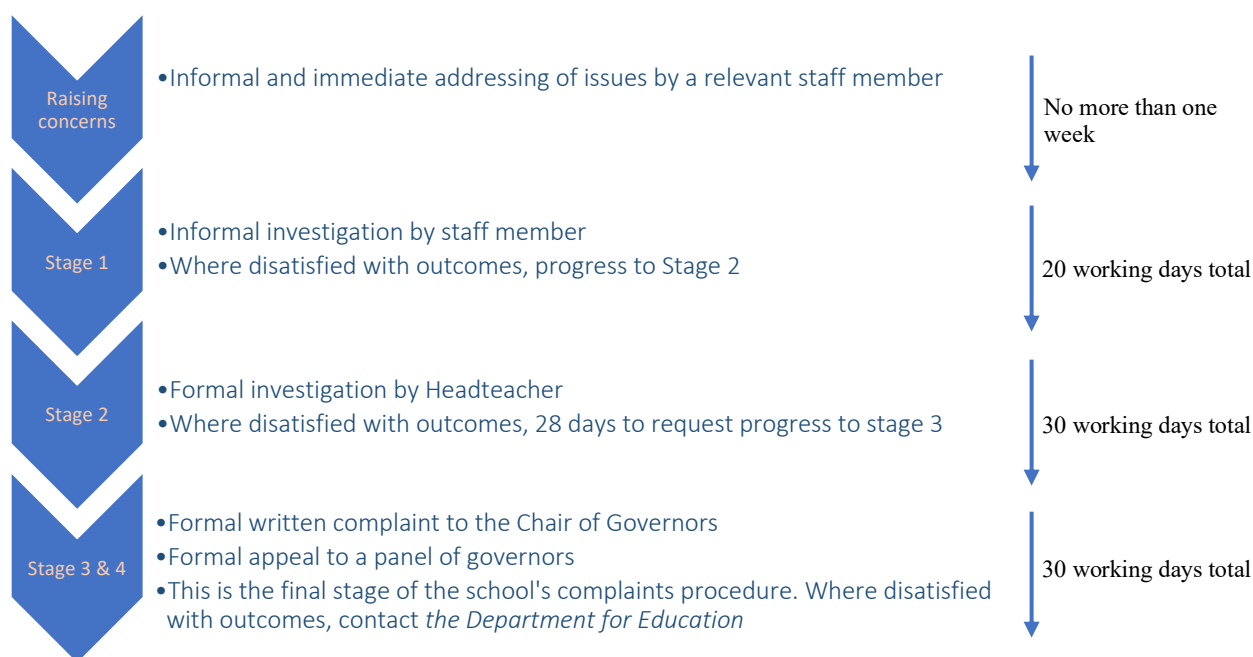 Raising
concerns
•Informal and immediate addressing of issues by a relevant staff member
No more than one
week
Stage 1
•Informal investigation by staff member
•Where disatisfied with outcomes, progress to Stage 2
20 working days total
Stage 2
•Formal investigation by Headteacher
•Where disatisfied with outcomes, 28 days to request progress to stage 3
30 working days total
Stage 3 & 4
•Formal written complaint to the Chair of Governors
•Formal appeal to a panel of governors
•This is the final stage of the school's complaints procedure. Where disatisfied
with outcomes, contact the Department for Education
30 working days total